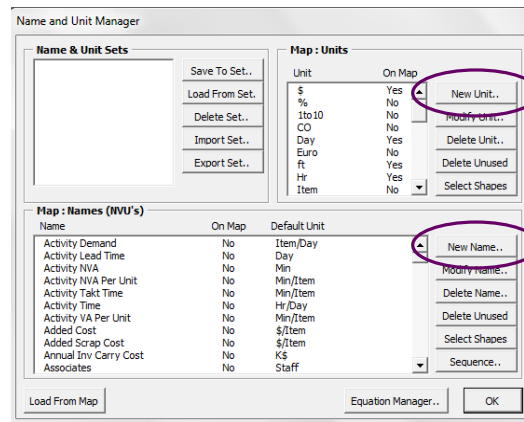 Name and Unit Manager
Name & Unit Sets
Save To Set..
Load From Set.
Delete Set..
Import Set..
Export Set..
Map : Units
Unit On Map
$ Yes
% No
1to10 No
CO No
Day Yes
Euro No
ft Yes
Hr Yes
Item No
New Unit..
Modify Unit..
Delete Unit..
Delete Unused
Select Shapes
Map : Names (NVU's)
Name On Map Default Unit
Activity Demand No Item/Day
Activity Lead Time No Day
Activity NVA No Min
Activity NVA Per Unit No Min/Item
Activity Takt Time No Min/Item
Activity Time No Hr/Day
Activity VA Per Unit No Min/Item
Added Cost No $/Item
Added Scrap Cost No $/Item
Annual Inv Carry Cost No K$
Associates No Staff
New Name..
Modify Name..
Delete Name..
Delete Unused
Select Shapes
Sequence..
Load From Map
Equation Manager..
OK